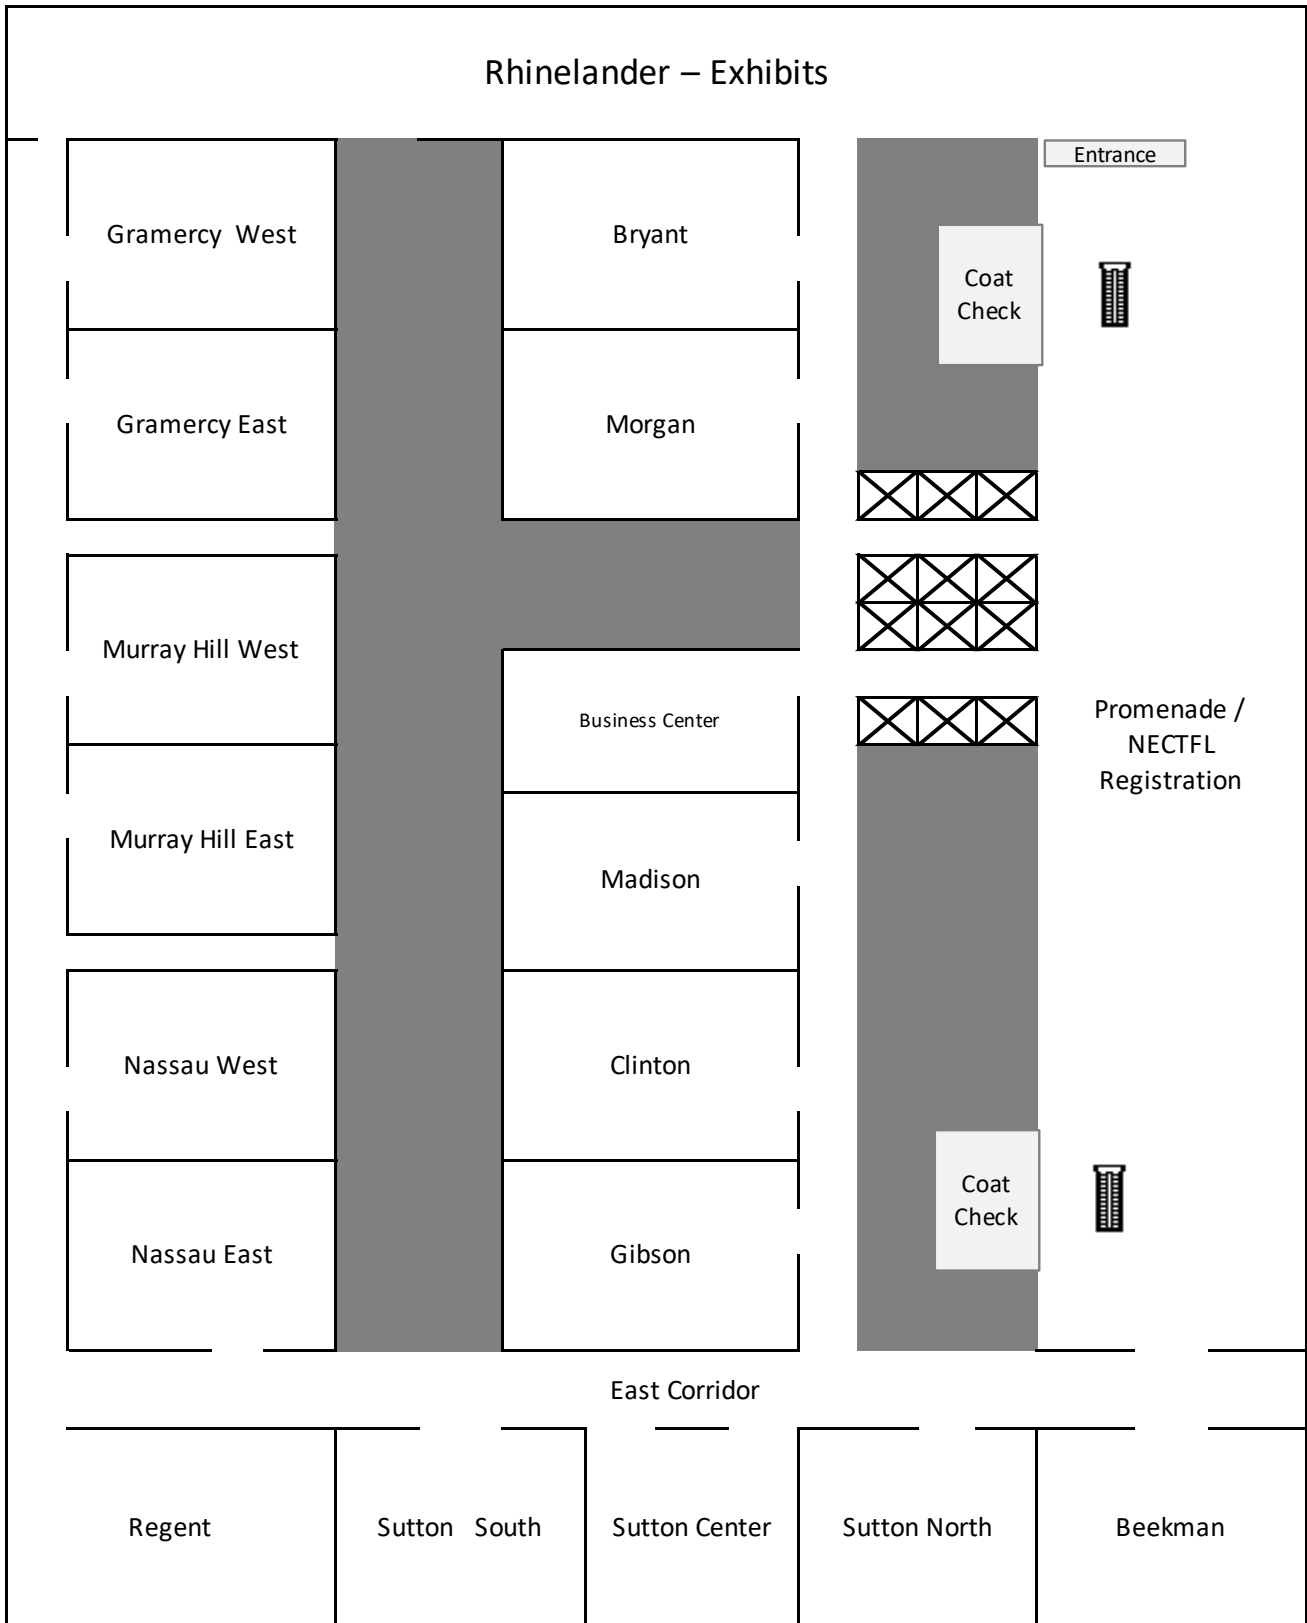 Rhinelander – Exhibits
Entrance
Gramercy West
Bryant
Coat
Check
Gramercy East
Morgan
Murray Hill West
Business Center
Promenade /
NECTFL
Registration
Murray Hill East
Madison
Nassau West
Clinton
Coat
Check
Nassau East
Gibson
East Corridor
Regent
Sutton South
Sutton Center
Sutton North
Beekman